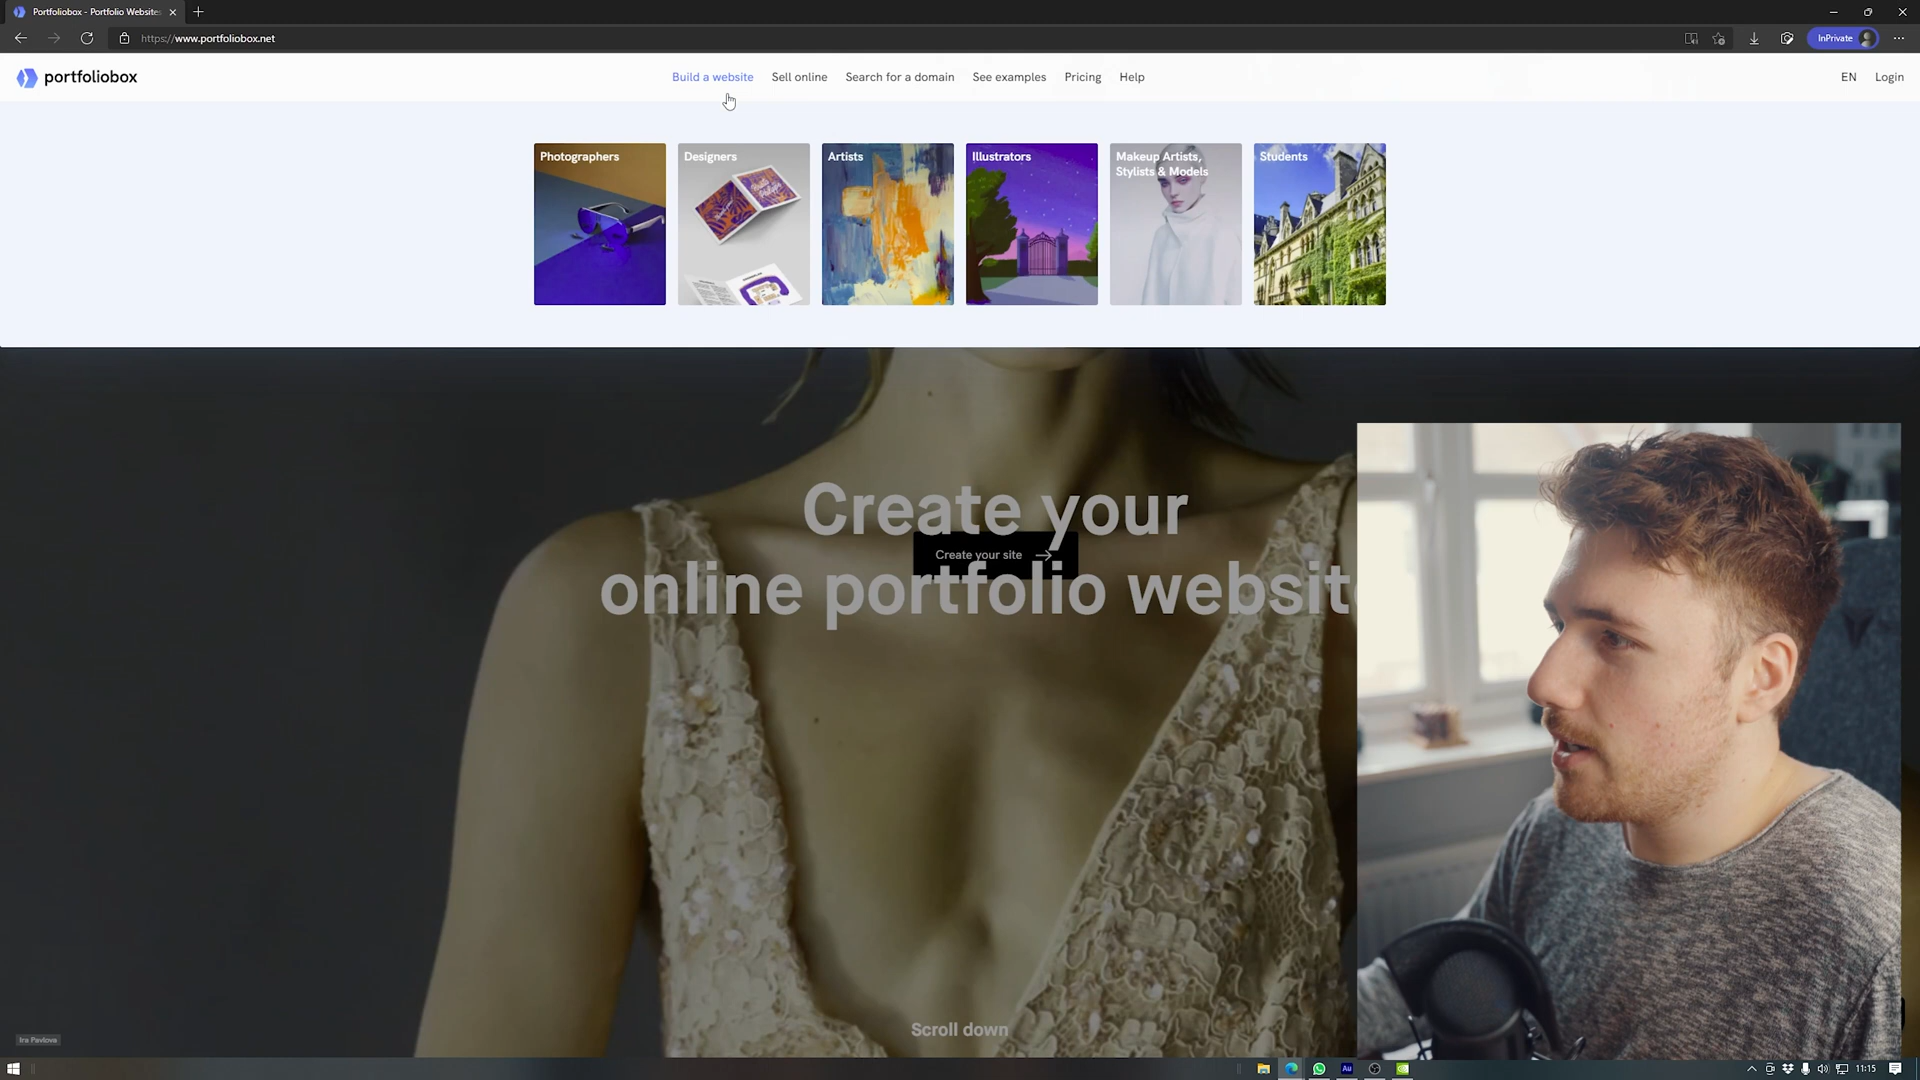 Portfoliobox - Portfolio Websites
https://www.portfoliobox.net
InPrivate
portfoliobox
Build a website
Sell online
Search for a domain
See examples
Pricing
Help
EN
Login
Photographers
Designers
Artists
Illustrators
Makeup Artists,
Stylists & Models
Students
Create your
Create your site
online portfolio websit
Scroll down
Ira Pavlova
Au
11:15